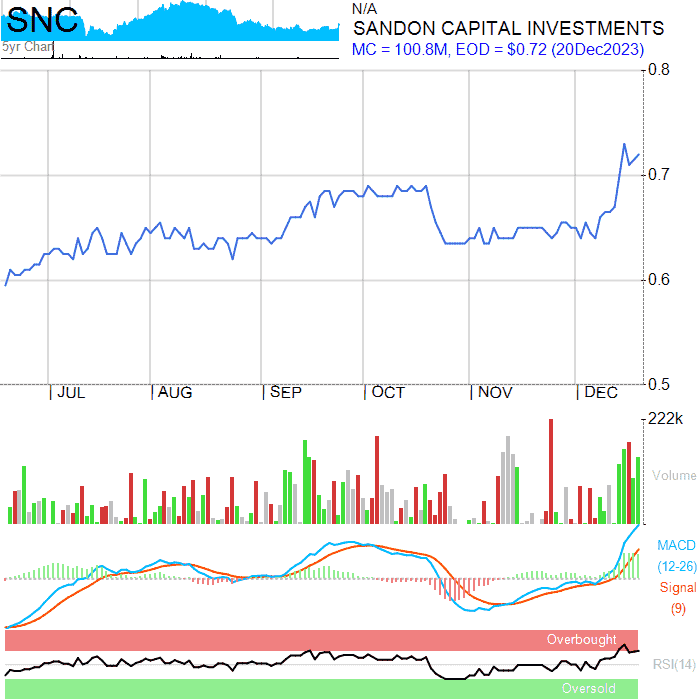 SNC
5yr Chart
N/A
SANDON CAPITAL INVESTMENTS
MC = 100.8M, EOD = $0.72 (20Dec2023)
0.8
0.7
0.6
0.5
JUL
AUG
SEP
OCT
NOV
DEC
222k
Volume
MACD
(12-26)
Signal
(9)
Overbought
RSI(14)
Oversold